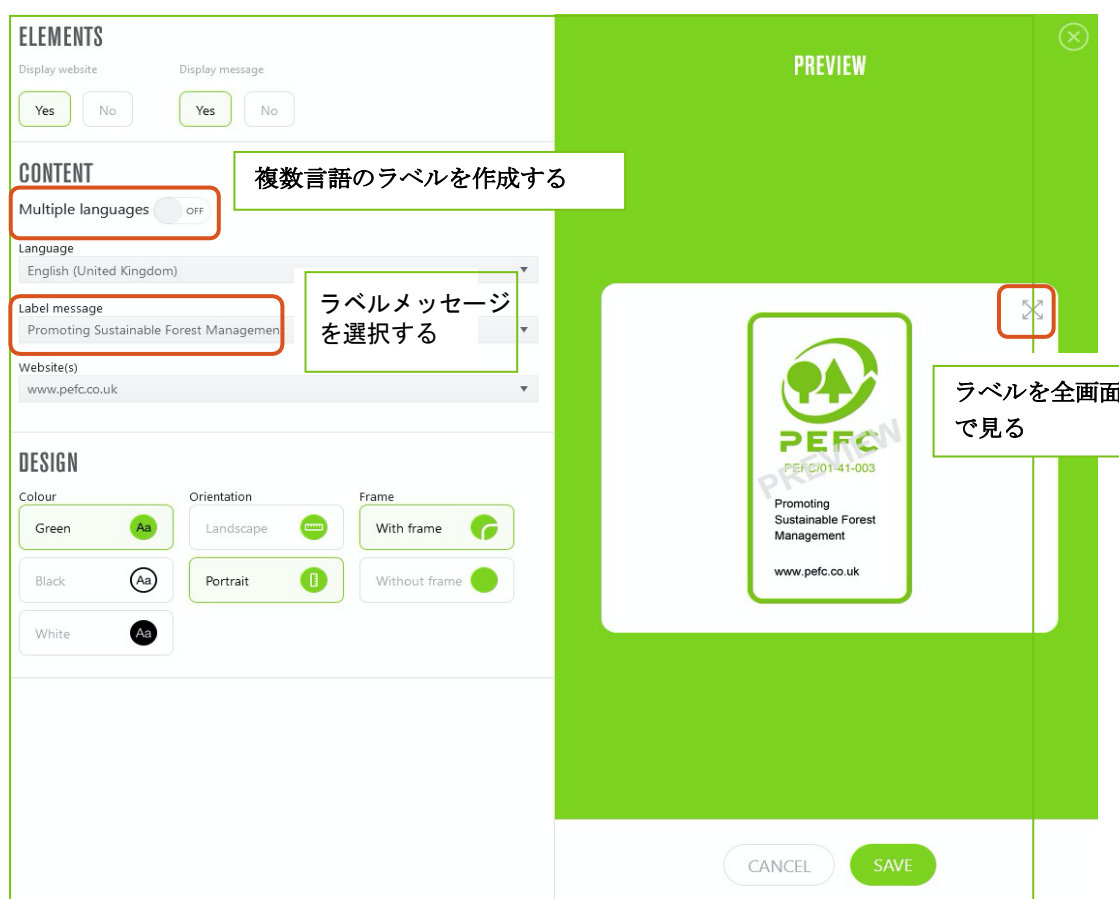 ELEMENTS
Display website
Display message
Yes
No
Yes
No
CONTENT
複数言語のラベルを作成する
Multiple languages
OFF
Language
English (United Kingdom)
Label message
Promoting Sustainable Forest Management
ラベルメッセージ
を選択する
Website(s)
www.pefc.co.uk
DESIGN
Colour
Orientation
Frame
Green
Aa
Landscape
With frame
Black
Aa
Portrait
Without frame
White
Aa
PREVIEW
PEFC
PREVIEW
PEFC/01-41-003
Promoting
Sustainable Forest
Management
www.pefc.co.uk
ラベルを全画面
で見る
CANCEL
SAVE